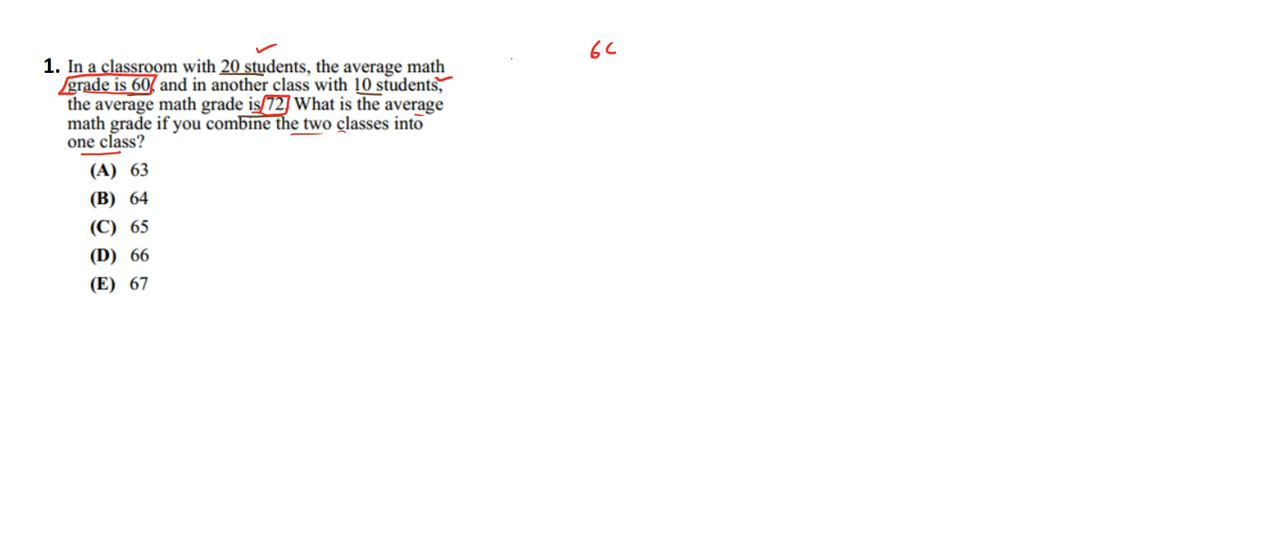 1. In a classroom with 20 students, the average math
grade is 60, and in another class with 10 students,
the average math grade is 72. What is the average
math grade if you combine the two classes into
one class?
(A) 63
(B) 64
(C) 65
(D) 66
(E) 67